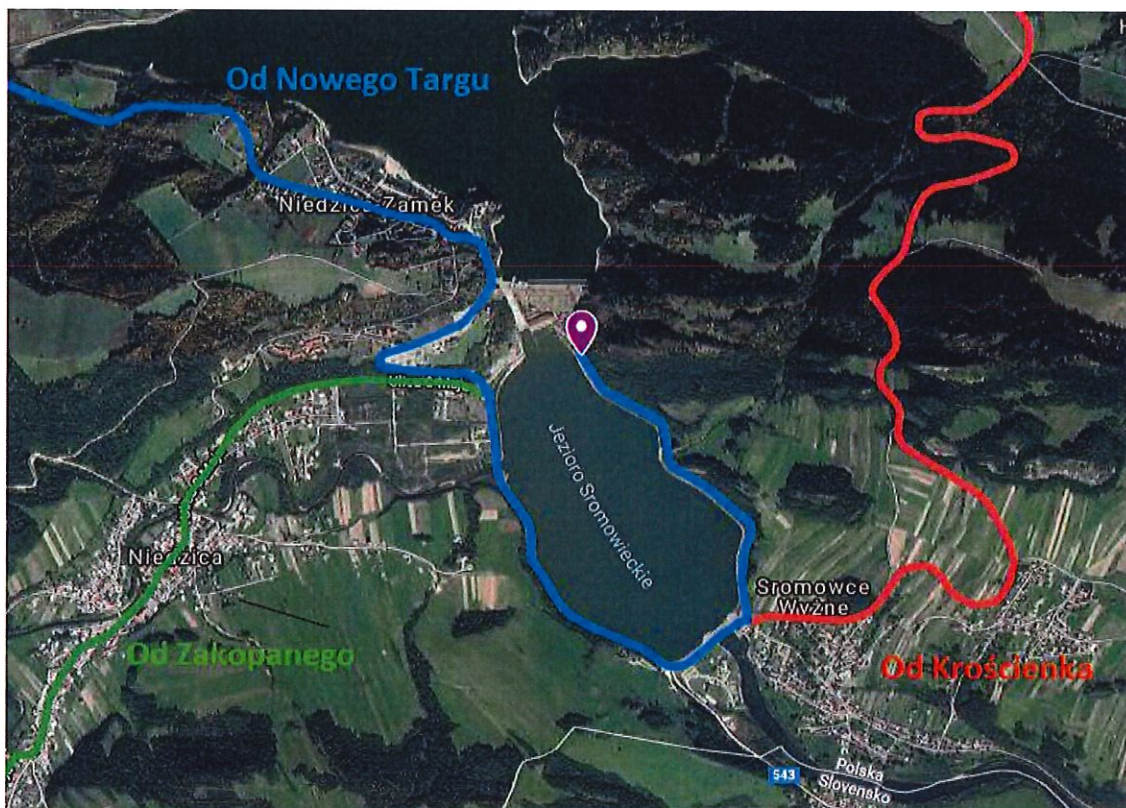 H
Od Nowego Targu
Niedzica-Zamek
Jezioro Sromowieckie
Niedzica
Sromowce
Wyżne
Od Zakopanego
Od Krościenka
543
Polska
Slovensko